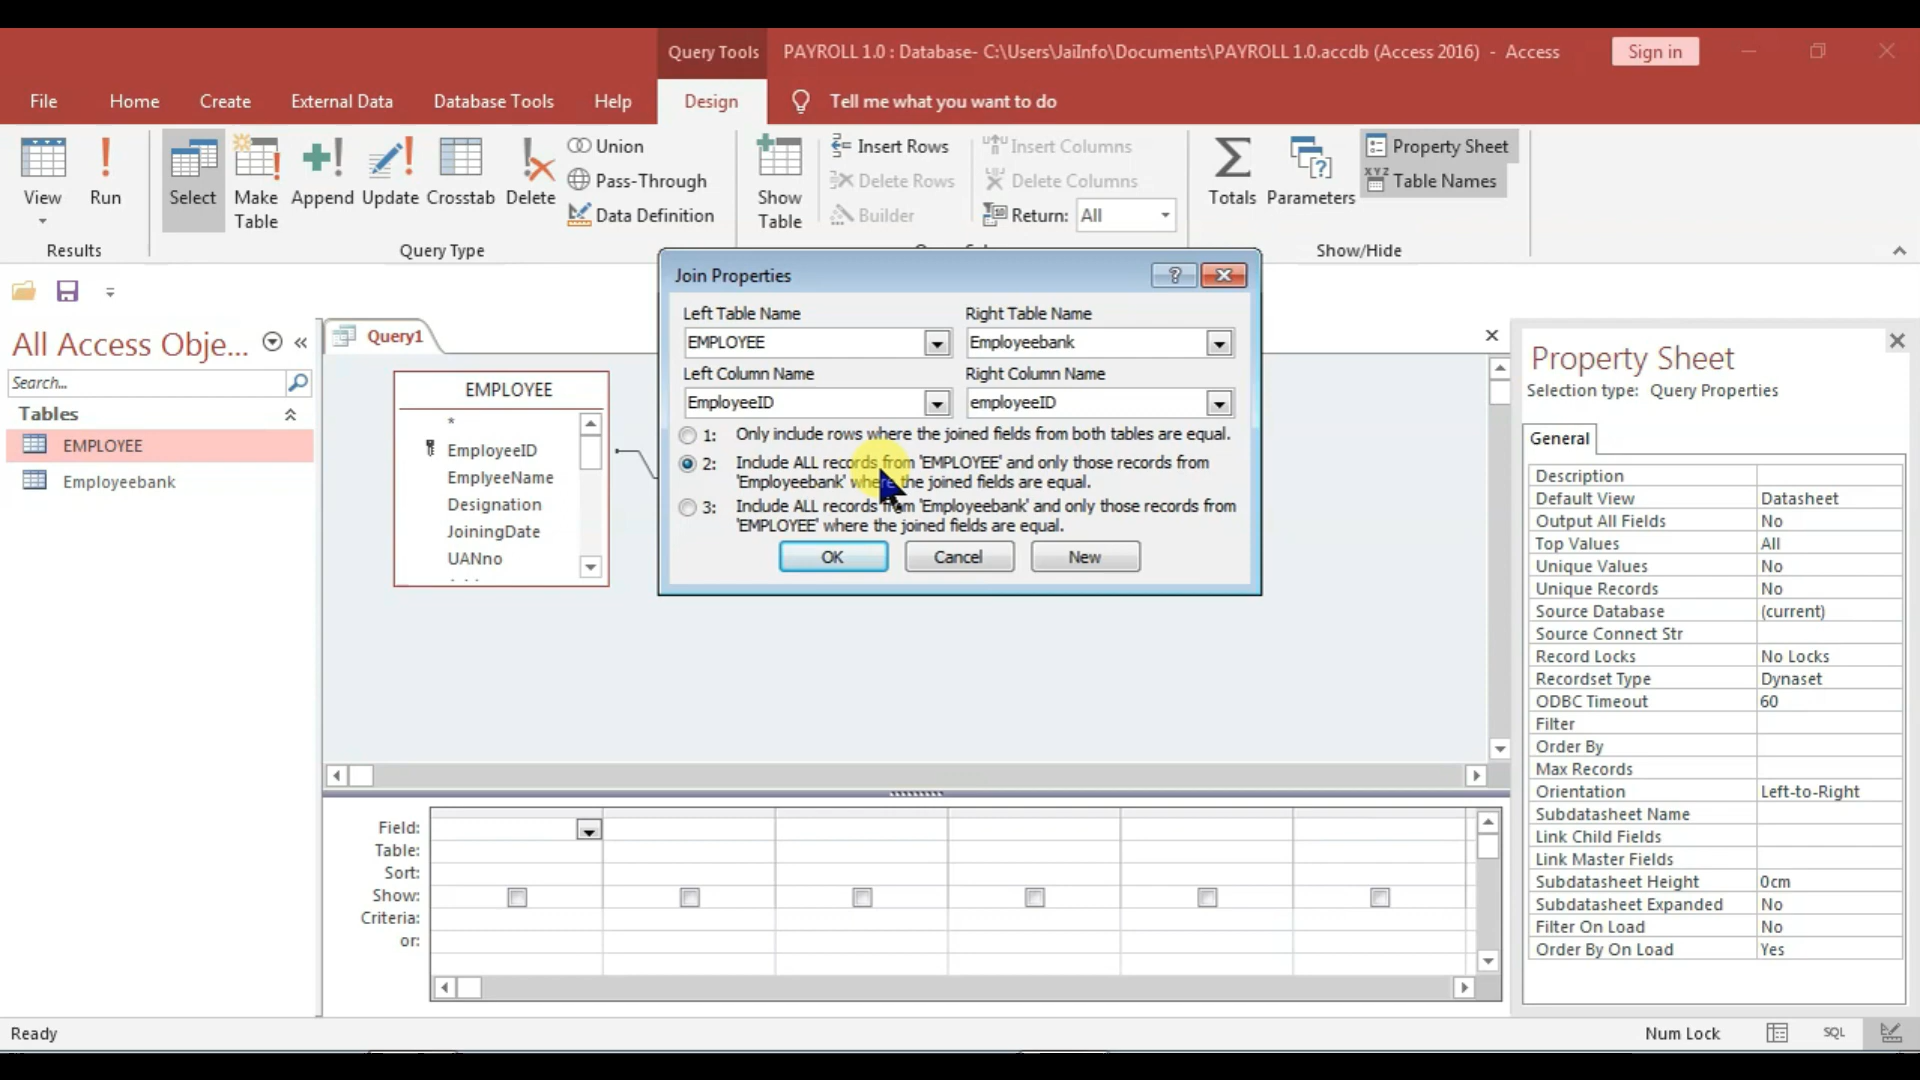 Query Tools PAYROLL 1.0 : Database- C:\Users\JaiInfo\Documents\PAYROLL 1.0.accdb (Access 2016) - Access Sign in
File Home Create External Data Database Tools Help Design Tell me what you want to do
View Run Select Make Table Append Update Crosstab Delete
Union
Pass-Through
Data Definition
Show Table
Insert Rows
Delete Rows
Builder
Insert Columns
Delete Columns
Return: All
Totals Parameters
Property Sheet
XYZ Table Names
Results Query Type Show/Hide
All Access Obje...
Search...
Tables
EMPLOYEE
Employeebank
Query1
EMPLOYEE
*
EmployeeID
EmplyeeName
Designation
JoiningDate
UANno
Join Properties
Left Table Name Right Table Name
EMPLOYEE Employeebank
Left Column Name Right Column Name
EmployeeID employeeID
1: Only include rows where the joined fields from both tables are equal.
2: Include ALL records from 'EMPLOYEE' and only those records from
'Employeebank' where the joined fields are equal.
3: Include ALL records from 'Employeebank' and only those records from
'EMPLOYEE' where the joined fields are equal.
OK Cancel New
Field:
Table:
Sort:
Show:
Criteria:
or:
Property Sheet
Selection type: Query Properties
General
Description
Default View Datasheet
Output All Fields No
Top Values All
Unique Values No
Unique Records No
Source Database (current)
Source Connect Str
Record Locks No Locks
Recordset Type Dynaset
ODBC Timeout 60
Filter
Order By
Max Records
Orientation Left-to-Right
Subdatasheet Name
Link Child Fields
Link Master Fields
Subdatasheet Height 0cm
Subdatasheet Expanded No
Filter On Load No
Order By On Load Yes
Ready Num Lock SQL